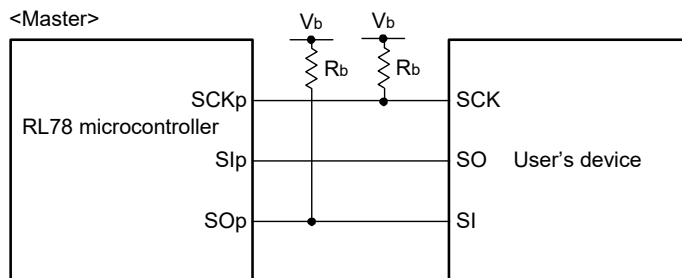 <Master>
Vb
Vb
Rb
Rb
SCKp
SCK
RL78 microcontroller
SIp
SO
User's device
SOp
SI